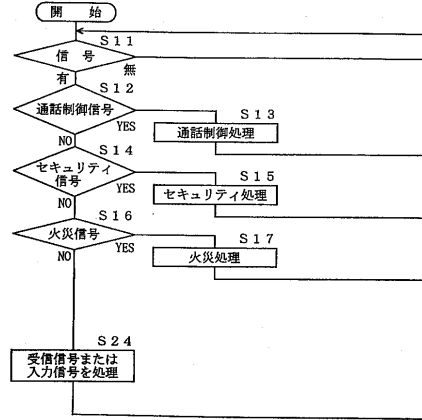 開 始
S11
信 号
無
有
S12
通話制御信号
YES
S13
通話制御処理
NO
S14
セキュリティ
信号
YES
S15
セキュリティ処理
NO
S16
火災信号
YES
S17
火災処理
NO
S24
受信信号または
入力信号を処理